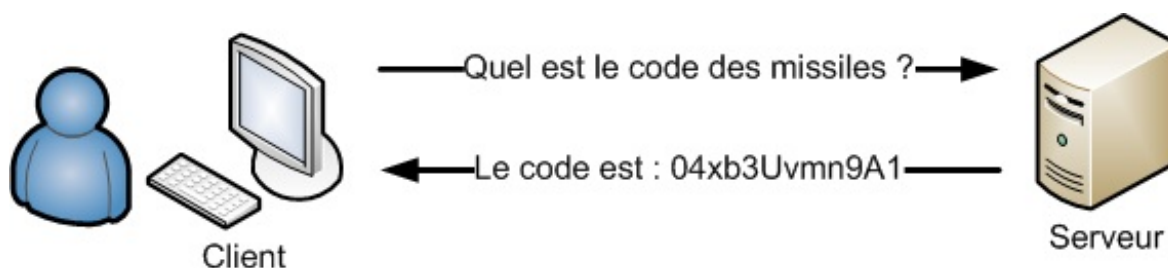 Quel est le code des missiles ?
Le code est : 04xb3Uvmn9A1
Client
Serveur